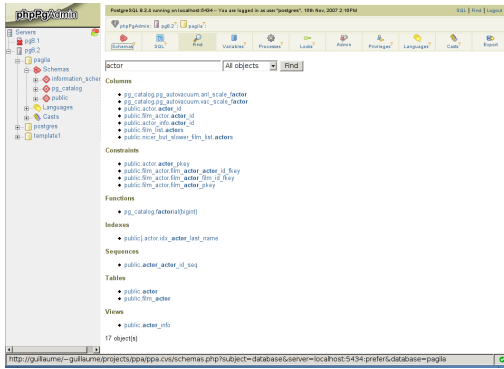 phpPgAdmin
PostgreSQL 8.2.4 running on localhost:5434 -- You are logged in as user "postgres", 18th Nov, 2007 2:19PM
SQL | Find | Logout
phpPgAdmin: pg8.2: pagila:
Schemas
SQL
Find
Variables
Processes
Locks
Admin
Privileges
Languages
Casts
Export
Servers
pg8.1
pg8.2
pagila
Schemas
information_scher
pg_catalog
public
Languages
Casts
postgres
template1
actor
All objects
Find
Columns
pg_catalog.pg_autovacuum.anl_scale_factor
pg_catalog.pg_autovacuum.vac_scale_factor
public.actor.actor_id
public.film_actor.actor_id
public.actor_info.actor_id
public.film_list.actors
public.nicer_but_slower_film_list.actors
Constraints
public.actor.actor_pkey
public.film_actor.film_actor_actor_id_fkey
public.film_actor.film_actor_film_id_fkey
public.film_actor.film_actor_pkey
Functions
pg_catalog.factorial(bigint)
Indexes
public].actor.idx_actor_last_name
Sequences
public.actor_actor_id_seq
Tables
public.actor
public.film_actor
Views
public.actor_info
17 object(s)
http://guillaume/~guillaume/projects/ppa/ppa.cvs/schemas.php?subject=database&server=localhost:5434:prefer&database=pagila